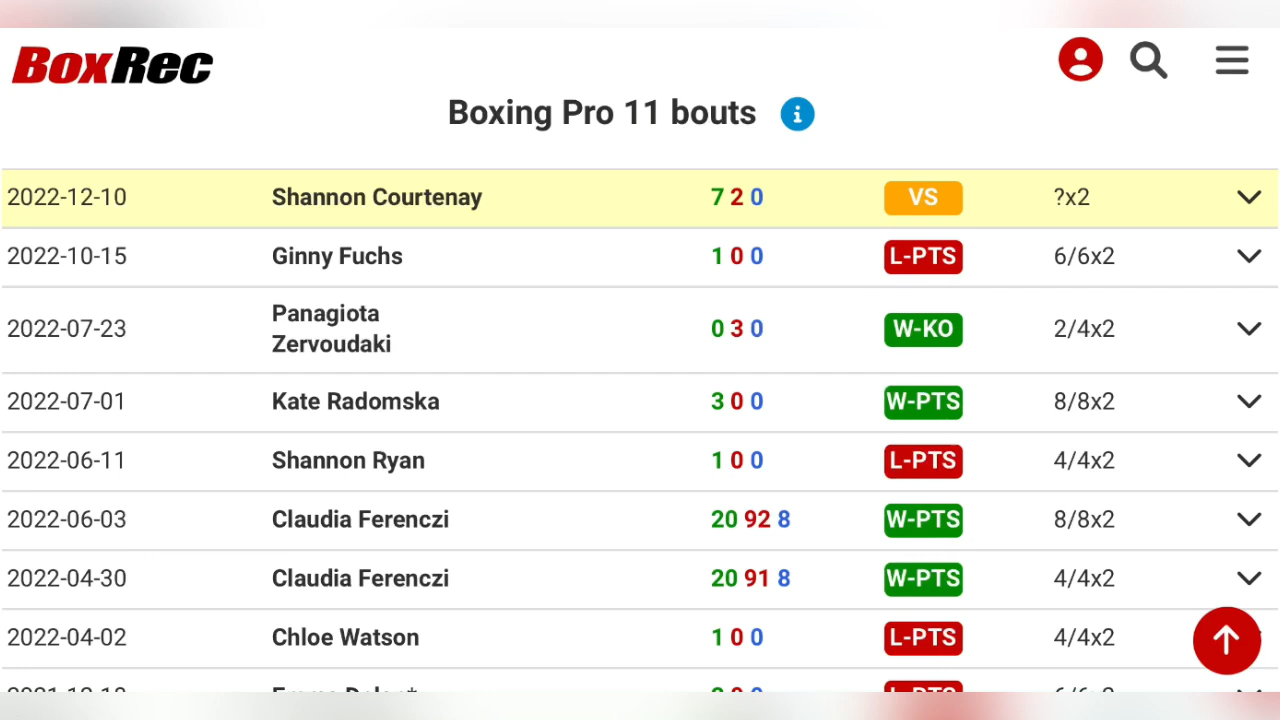 BoxRec
Boxing Pro 11 bouts
2022-12-10 Shannon Courtenay 7 2 0 VS ?x2
2022-10-15 Ginny Fuchs 1 0 0 L-PTS 6/6x2
2022-07-23 Panagiota Zervoudaki 0 3 0 W-KO 2/4x2
2022-07-01 Kate Radomska 3 0 0 W-PTS 8/8x2
2022-06-11 Shannon Ryan 1 0 0 L-PTS 4/4x2
2022-06-03 Claudia Ferenczi 20 92 8 W-PTS 8/8x2
2022-04-30 Claudia Ferenczi 20 91 8 W-PTS 4/4x2
2022-04-02 Chloe Watson 1 0 0 L-PTS 4/4x2
L-PTS